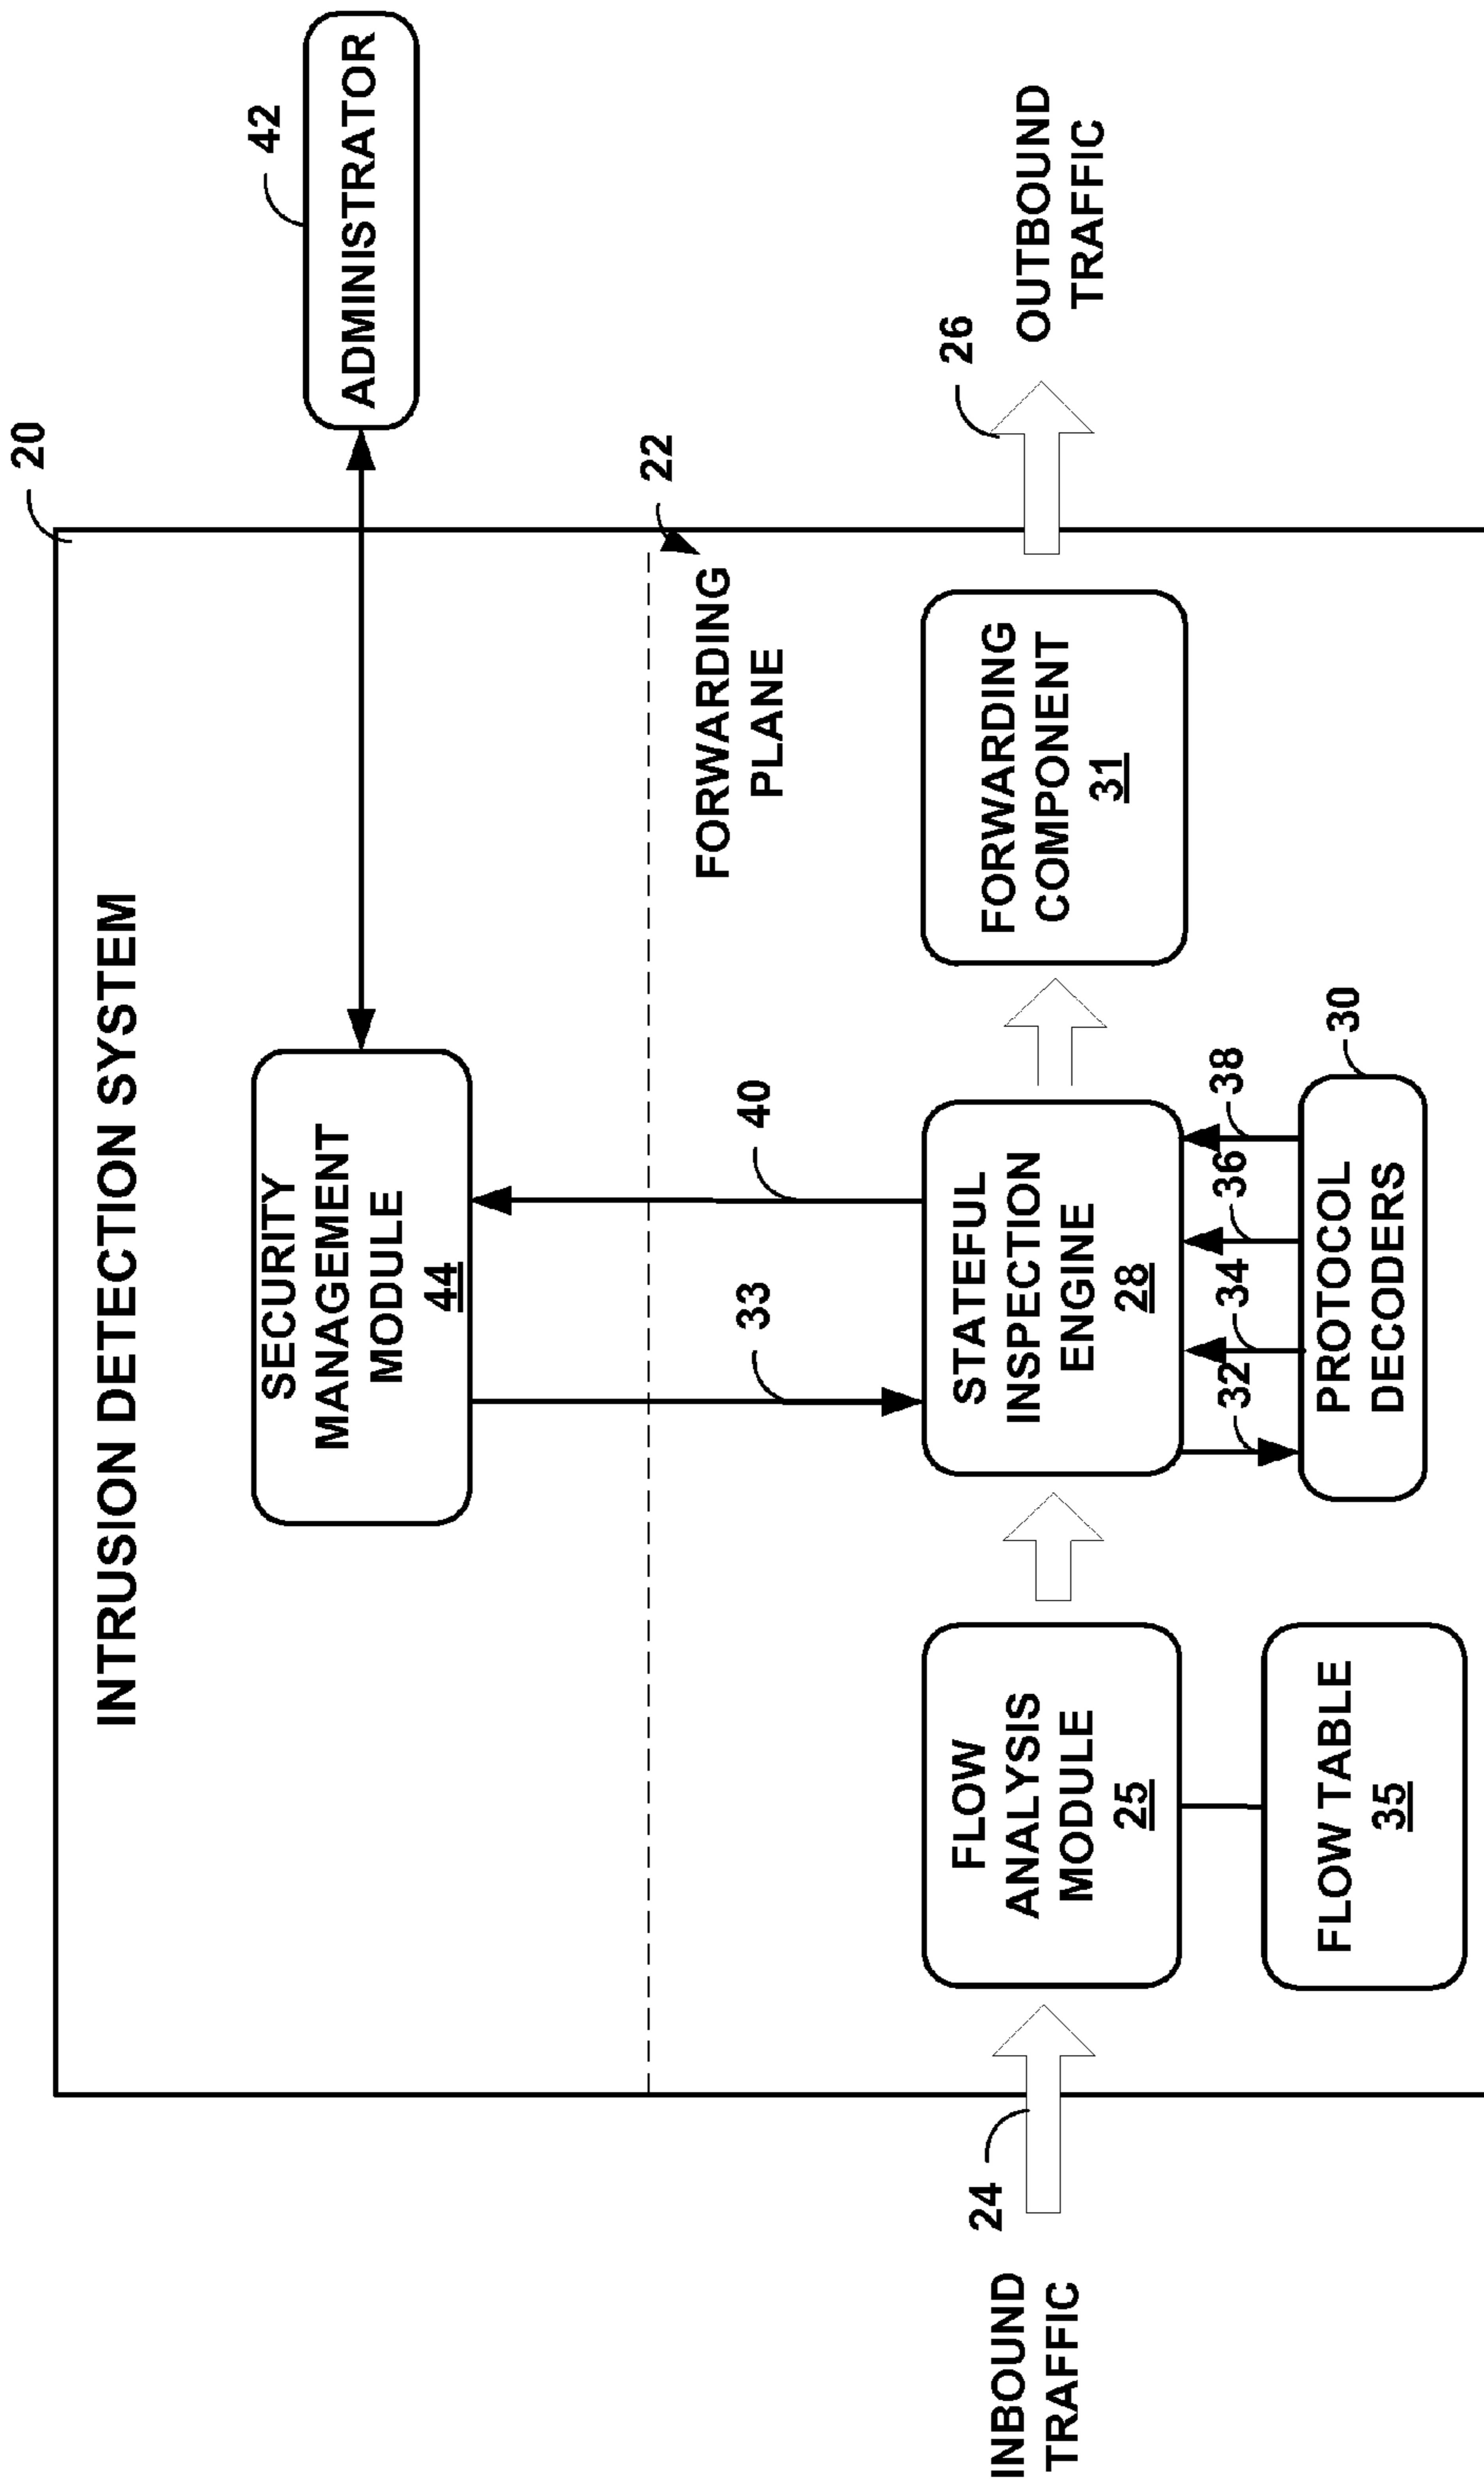 20
INTRUSION DETECTION SYSTEM
42
ADMINISTRATOR
SECURITY
MANAGEMENT
MODULE
44
22
FORWARDING
PLANE
33
40
INBOUND
TRAFFIC
24
FLOW
ANALYSIS
MODULE
25
STATEFUL
INSPECTION
ENGINE
28
FORWARDING
COMPONENT
31
26
OUTBOUND
TRAFFIC
32
34
36
38
30
FLOW TABLE
35
PROTOCOL
DECODERS